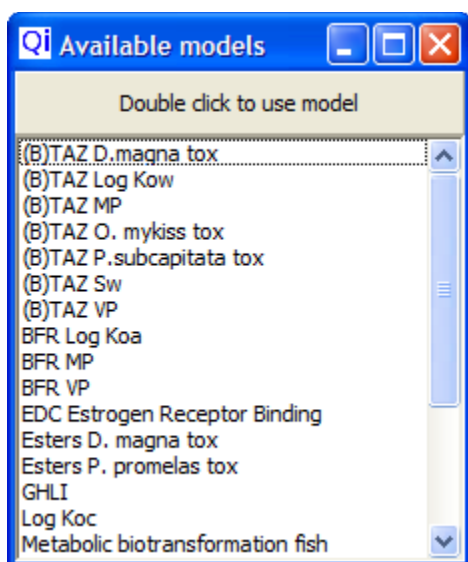 Qi Available models
Double click to use model
(B)TAZ D.magna tox
(B)TAZ Log Kow
(B)TAZ MP
(B)TAZ O. mykiss tox
(B)TAZ P.subcapitata tox
(B)TAZ Sw
(B)TAZ VP
BFR Log Koa
BFR MP
BFR VP
EDC Estrogen Receptor Binding
Esters D. magna tox
Esters P. promelas tox
GHLI
Log Koc
Metabolic biotransformation fish